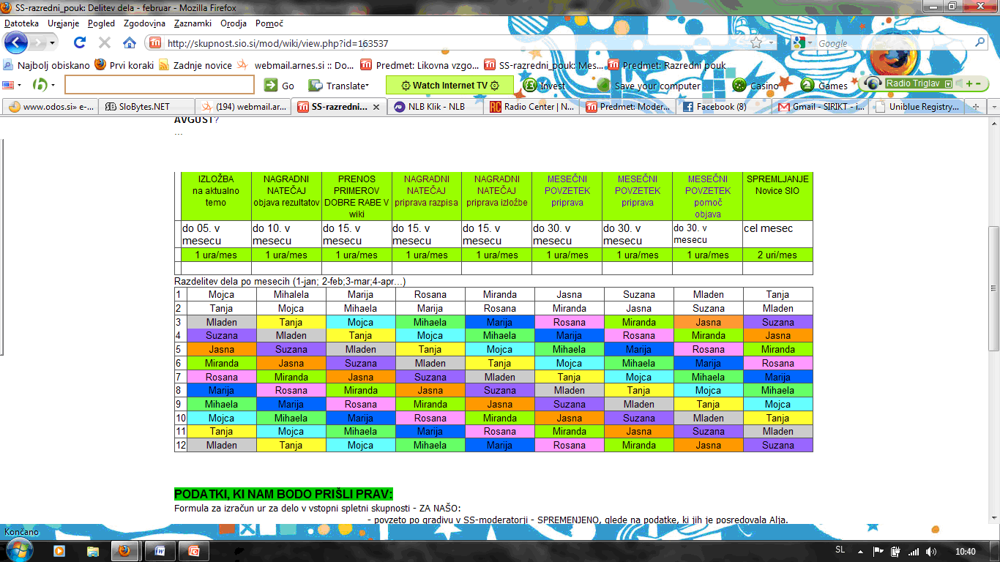 SS-razredni_pouk: Delitev dela - februar - Mozilla Firefox
Datoteka Urejanje Pogled Zgodovina Zaznamki Orodja Pomoč
http://skupnost.sio.si/mod/wiki/view.php?id=163537 Google
Najbolj obiskano Prvi koraki Zadnje novice webmail.arnes.si :: Do... Predmet: Likovna vzgo... SS-razredni_pouk: Mes... Predmet: Razredni pouk
Go Translate Watch Internet TV Invest Save your computer Casino Games Radio Triglav
www.odos.si» e-... SloBytes.NET (194) webmail.ar... SS-razredni... NLB Klik - NLB Radio Center | N... Predmet: Moder... Facebook (8) Gmail - SIRIKT - i... Uniblue Registry...
AVGUST?
...
IZLOŽBA na aktualno temo
NAGRADNI NATEČAJ objava rezultatov
PRENOS PRIMEROV DOBRE RABE V wiki
NAGRADNI NATEČAJ priprava razpisa
NAGRADNI NATEČAJ priprava izložbe
MESEČNI POVZETEK priprava
MESEČNI POVZETEK priprava
MESEČNI POVZETEK pomoč objava
SPREMLJANJE Novice SIO
do 05. v mesecu do 10. v mesecu do 15. v mesecu do 15. v mesecu do 15. v mesecu do 30. v mesecu do 30. v mesecu do 30. v mesecu cel mesec
1 ura/mes 1 ura/mes 1 ura/mes 1 ura/mes 1 ura/mes 1 ura/mes 1 ura/mes 1 ura/mes 2 uri/mes
Razdelitev dela po mesecih (1-jan; 2-feb;3-mar;4-apr...)
1 Mojca Mihalela Marija Rosana Miranda Jasna Suzana Mladen Tanja
2 Tanja Mojca Mihaela Marija Rosana Miranda Jasna Suzana Mladen
3 Mladen Tanja Mojca Mihaela Marija Rosana Miranda Jasna Suzana
4 Suzana Mladen Tanja Mojca Mihaela Marija Rosana Miranda Jasna
5 Jasna Suzana Mladen Tanja Mojca Mihaela Marija Rosana Miranda
6 Miranda Jasna Suzana Mladen Tanja Mojca Mihaela Marija Rosana
7 Rosana Miranda Jasna Suzana Mladen Tanja Mojca Mihaela Marija
8 Marija Rosana Miranda Jasna Suzana Mladen Tanja Mojca Mihaela
9 Mihaela Marija Rosana Miranda Jasna Suzana Mladen Tanja Mojca
10 Mojca Mihaela Marija Rosana Miranda Jasna Suzana Mladen Tanja
11 Tanja Mojca Mihaela Marija Rosana Miranda Jasna Suzana Mladen
12 Mladen Tanja Mojca Mihaela Marija Rosana Miranda Jasna Suzana
PODATKI, KI NAM BODO PRIŠLI PRAV:
Formula za izračun ur za delo v vstopni spletni skupnosti - ZA NAŠO:
- povzeto po gradivu v SS-moderatorji - SPREMENJENO, glede na podatke, ki jih je posredovala Alja.
Končano
SL 10:40